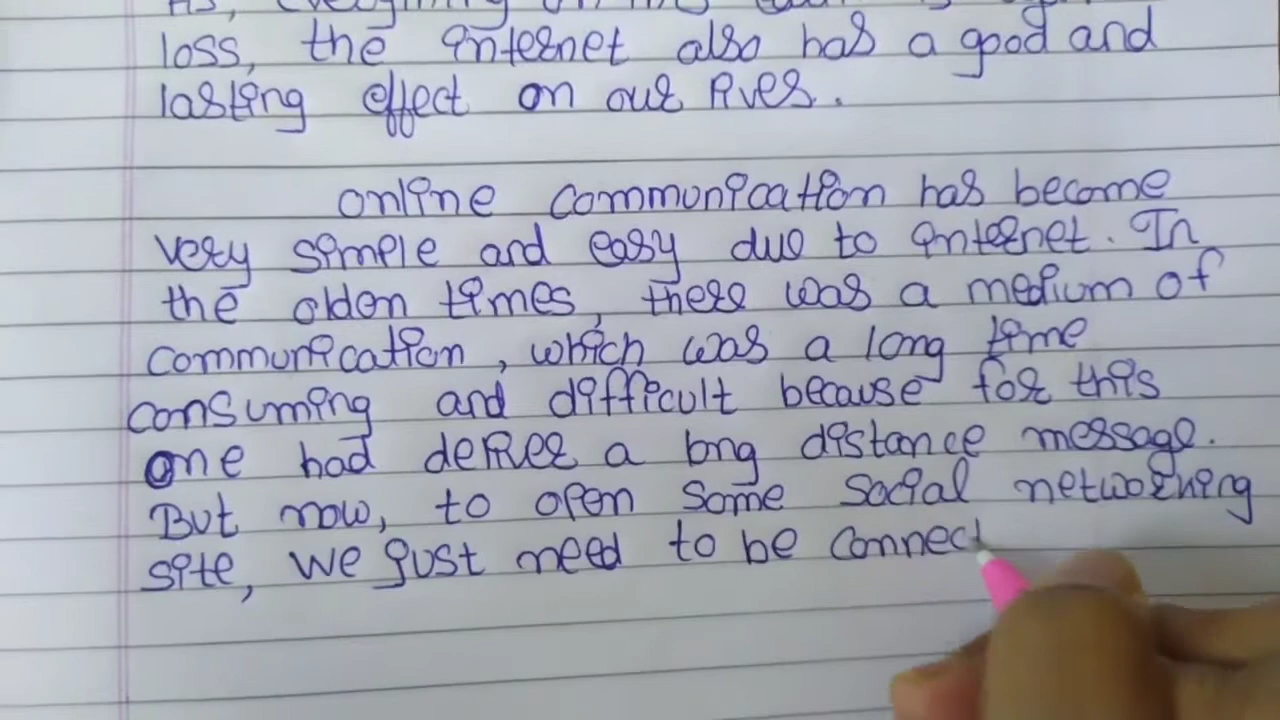 loss, the internet also has a good and
lasting effect on our lives.
online communication has become
very simple and easy due to internet. In
the olden times, there was a medium of
communication, which was a long time
consuming and difficult because for this
one had deliver a long distance message.
But now, to open some social networking
site, we just need to be connect